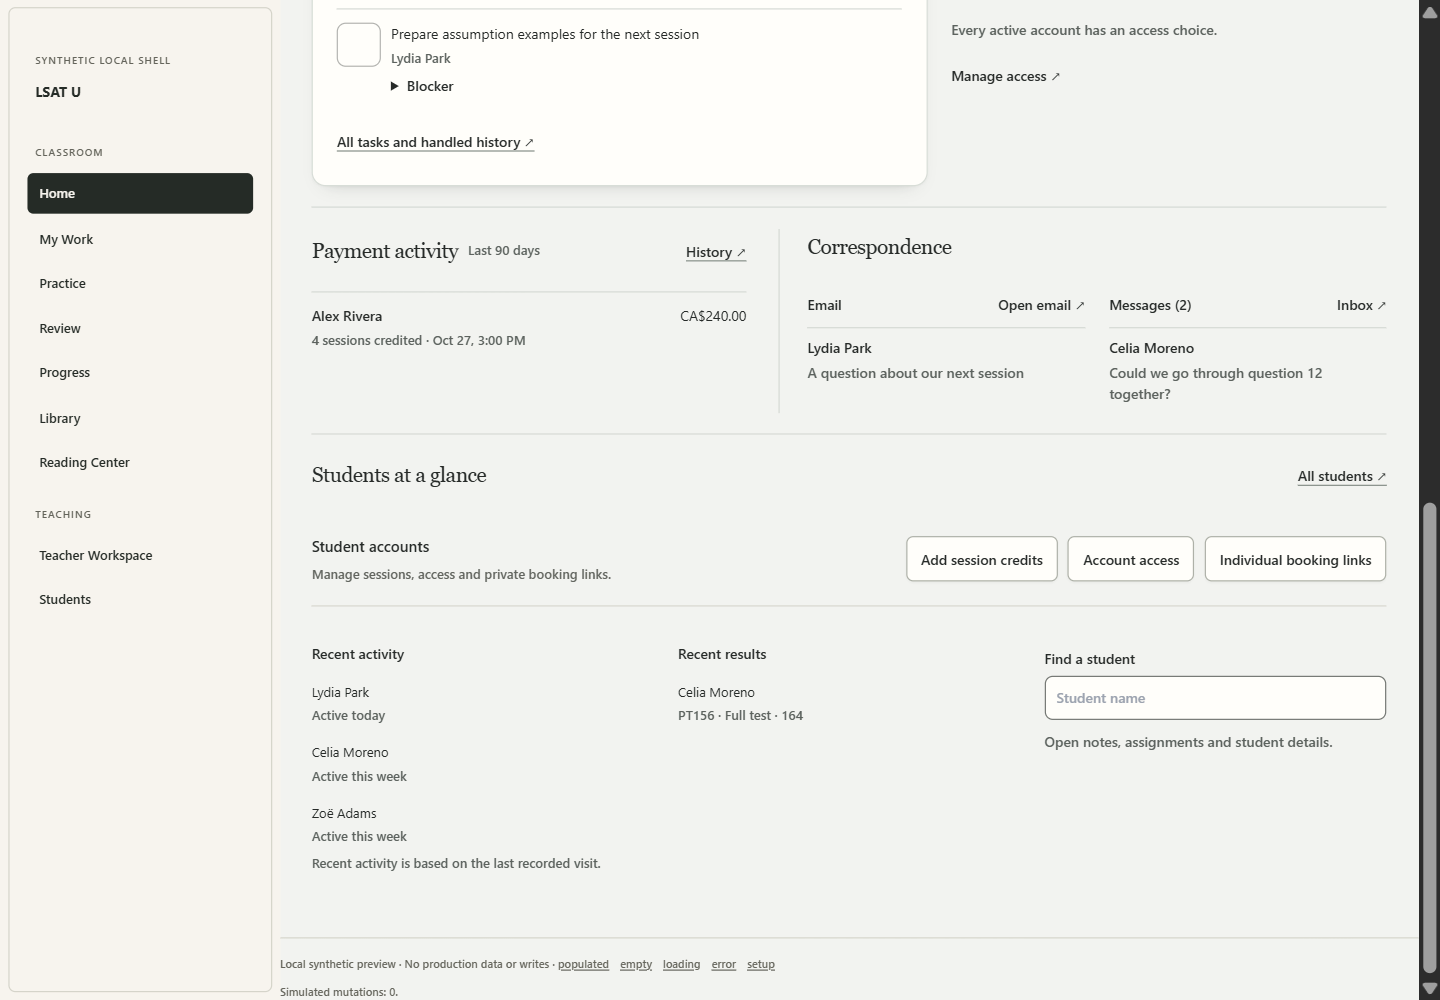 SYNTHETIC LOCAL SHELL
LSAT U
CLASSROOM
Home
My Work
Practice
Review
Progress
Library
Reading Center
TEACHING
Teacher Workspace
Students
Prepare assumption examples for the next session
Lydia Park
▶ Blocker
All tasks and handled history ↗
Every active account has an access choice.
Manage access ↗
Payment activity Last 90 days
History ↗
Alex Rivera CA$240.00
4 sessions credited · Oct 27, 3:00 PM
Correspondence
Email Open email ↗
Lydia Park
A question about our next session
Messages (2) Inbox ↗
Celia Moreno
Could we go through question 12
together?
Students at a glance
All students ↗
Student accounts
Manage sessions, access and private booking links.
Add session credits
Account access
Individual booking links
Recent activity
Lydia Park
Active today
Celia Moreno
Active this week
Zoë Adams
Active this week
Recent activity is based on the last recorded visit.
Recent results
Celia Moreno
PT156 · Full test · 164
Find a student
Student name
Open notes, assignments and student details.
Local synthetic preview · No production data or writes · populated empty loading error setup
Simulated mutations: 0.